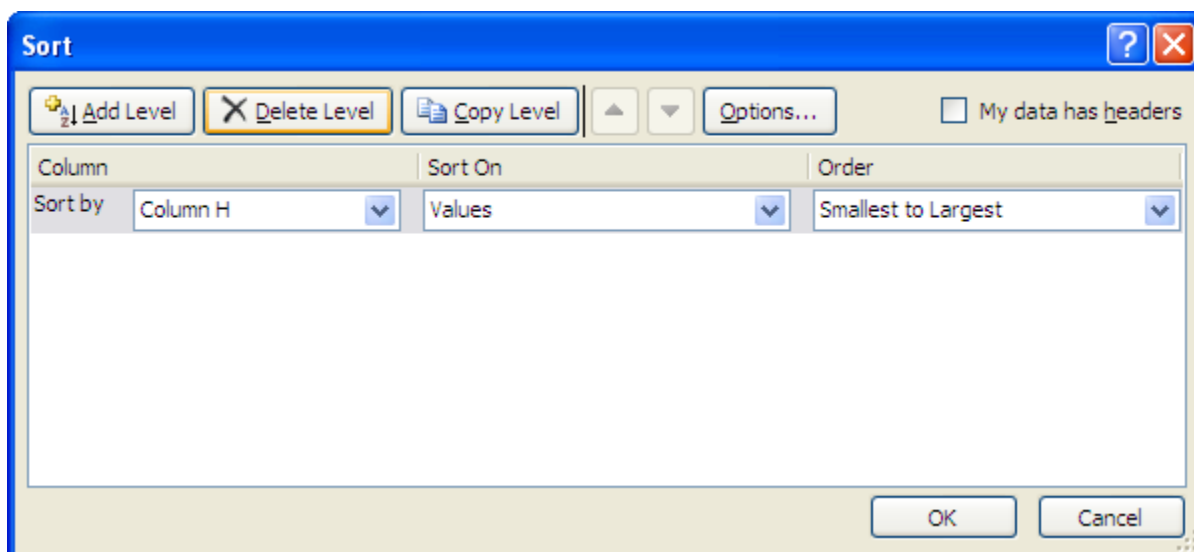 Sort
Add Level Delete Level Copy Level Options... My data has headers
Column Sort On Order
Sort by Column H Values Smallest to Largest
OK Cancel